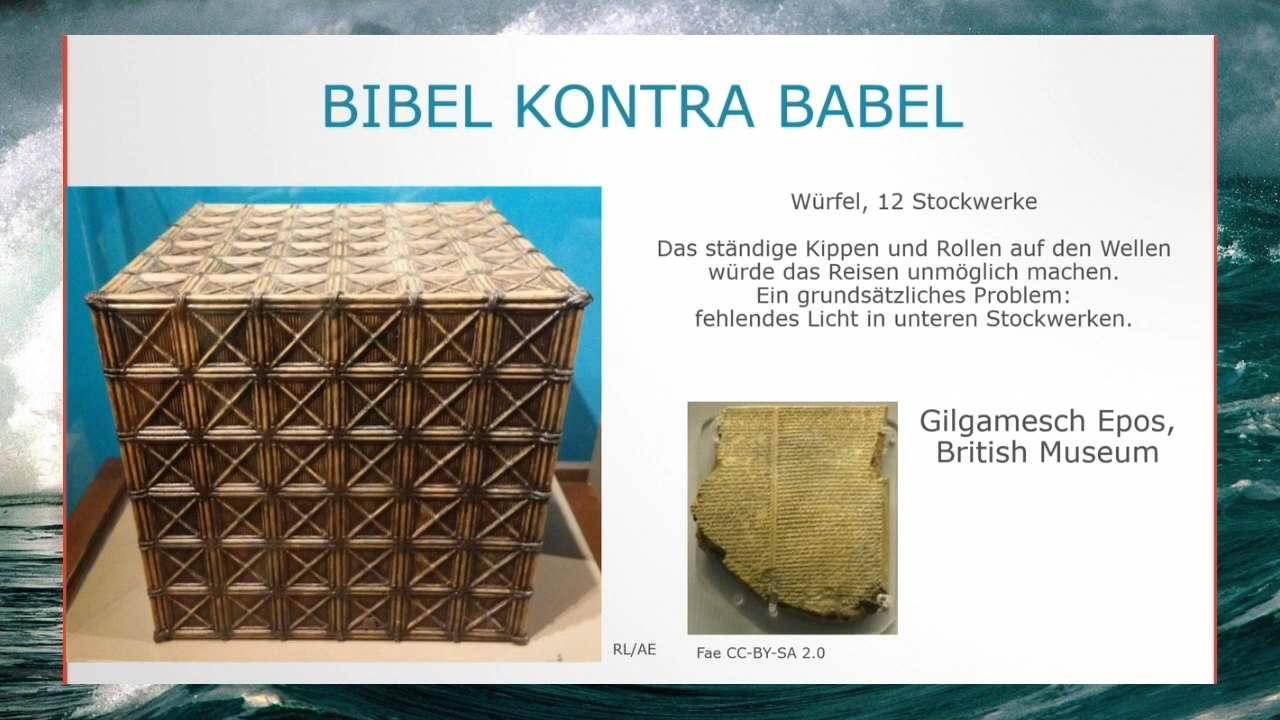 BIBEL KONTRA BABEL
Würfel, 12 Stockwerke
Das ständige Kippen und Rollen auf den Wellen
würde das Reisen unmöglich machen.
Ein grundsätzliches Problem:
fehlendes Licht in unteren Stockwerken.
Gilgamesch Epos,
British Museum
RL/AE
Fae CC-BY-SA 2.0